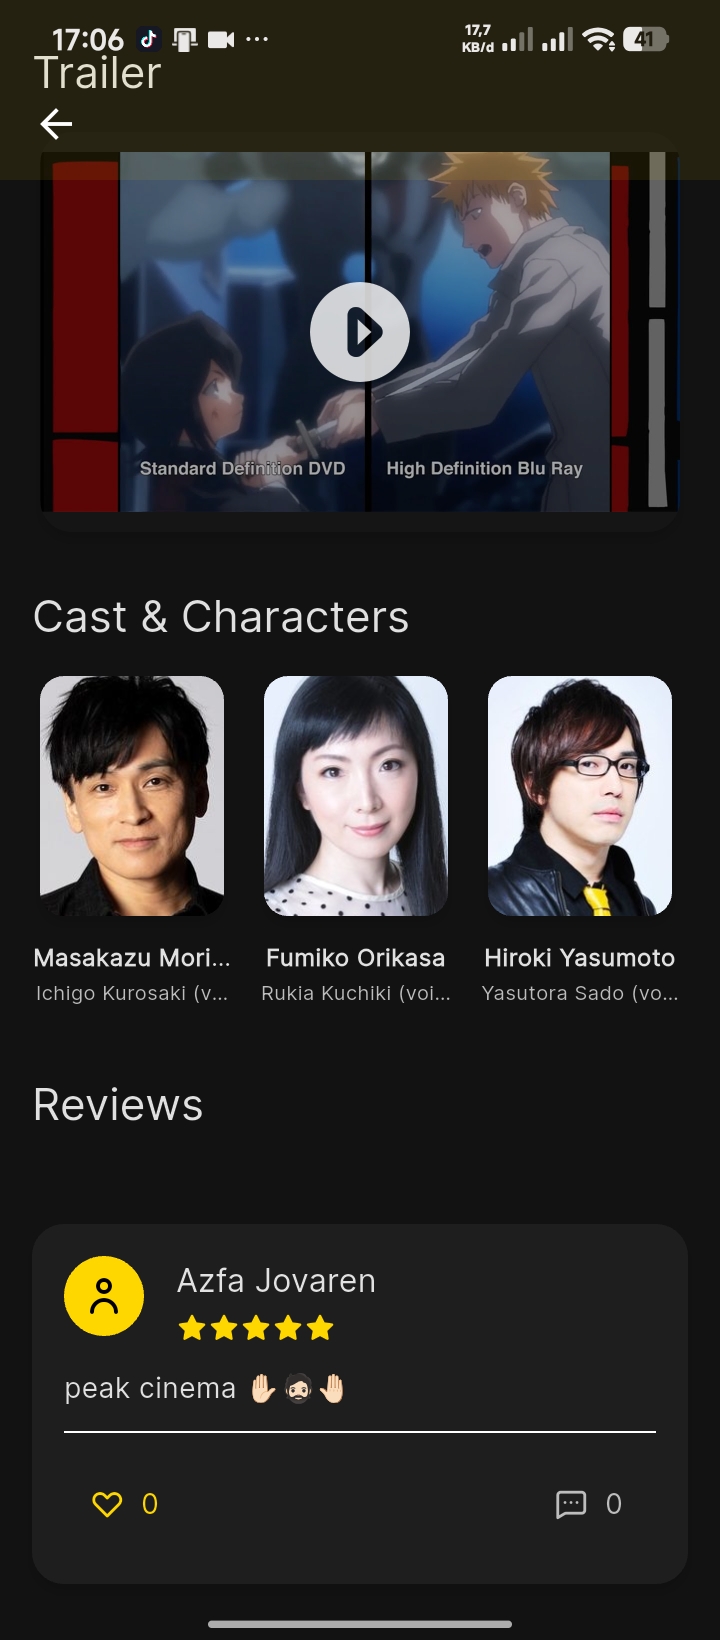 17:06
17,7
KB/d
41
Trailer
Standard Definition DVD
High Definition Blu Ray
Cast & Characters
Masakazu Mori...
Fumiko Orikasa
Hiroki Yasumoto
Ichigo Kurosaki (v...
Rukia Kuchiki (voi...
Yasutora Sado (vo...
Reviews
Azfa Jovaren
peak cinema ✋🏻🧔🏻🤚🏻
0
0